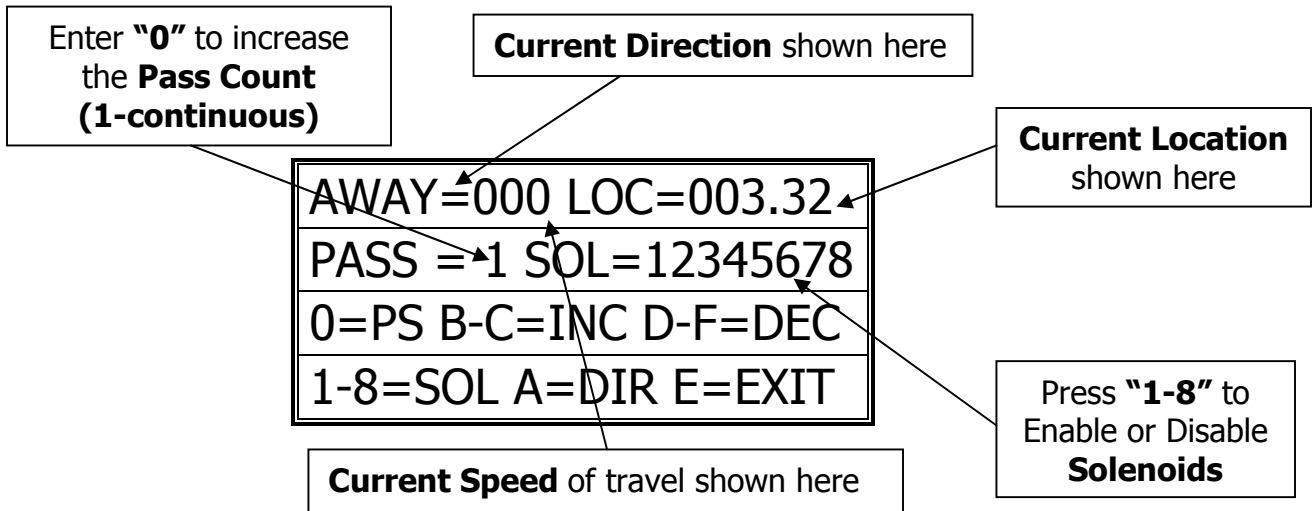 Enter “0” to increase
the Pass Count
(1-continuous)
Current Direction shown here
Current Location
shown here
AWAY=000 LOC=003.32
PASS = 1 SOL=12345678
0=PS B-C=INC D-F=DEC
1-8=SOL A=DIR E=EXIT
Press “1-8” to
Enable or Disable
Solenoids
Current Speed of travel shown here